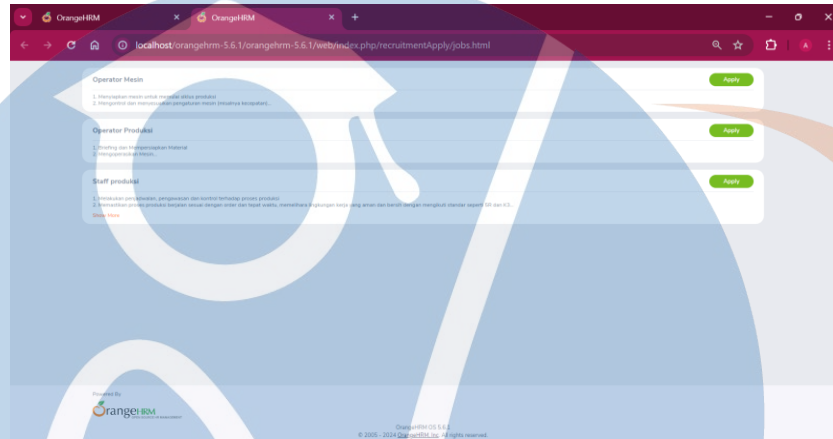 OrangeHRM
OrangeHRM
localhost/orangehrm-5.6.1/orangehrm-5.6.1/web/index.php/recruitmentApply/jobs.html
A
Operator Mesin
Apply
1. Menyiapkan mesin untuk memulai siklus produksi
2. Mengontrol dan menyesuaikan pengaturan mesin (misalnya kecepatan)...
Operator Produksi
Apply
1. Briefing dan Mempersiapkan Material
2. Mengoperasikan Mesin...
Staff produksi
Apply
1. Melakukan penjadwalan, pengawasan dan kontrol terhadap proses produksi
2. Memastikan proses produksi berjalan sesuai dengan order dan tepat waktu, memelihara lingkungan kerja yang aman dan bersih dengan mengikuti standar seperti 5R dan K3...
Show More
Powered By
OrangeHRM
OrangeHRM OS 5.6.1
© 2005 - 2024 OrangeHRM, Inc. All rights reserved.